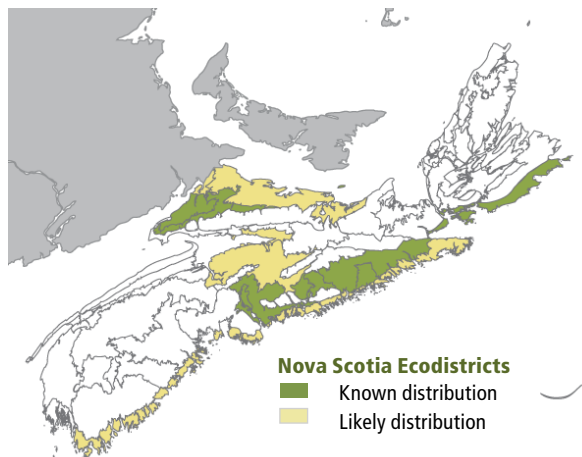 Nova Scotia Ecodistricts
Known distribution
Likely distribution